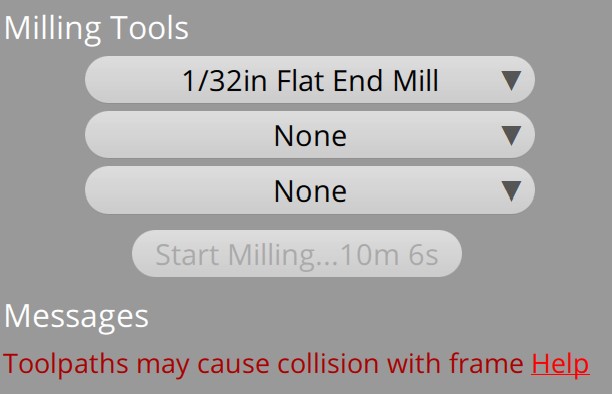 Milling Tools
1/32in Flat End Mill
None
None
Start Milling...10m 6s
Messages
Toolpaths may cause collision with frame Help